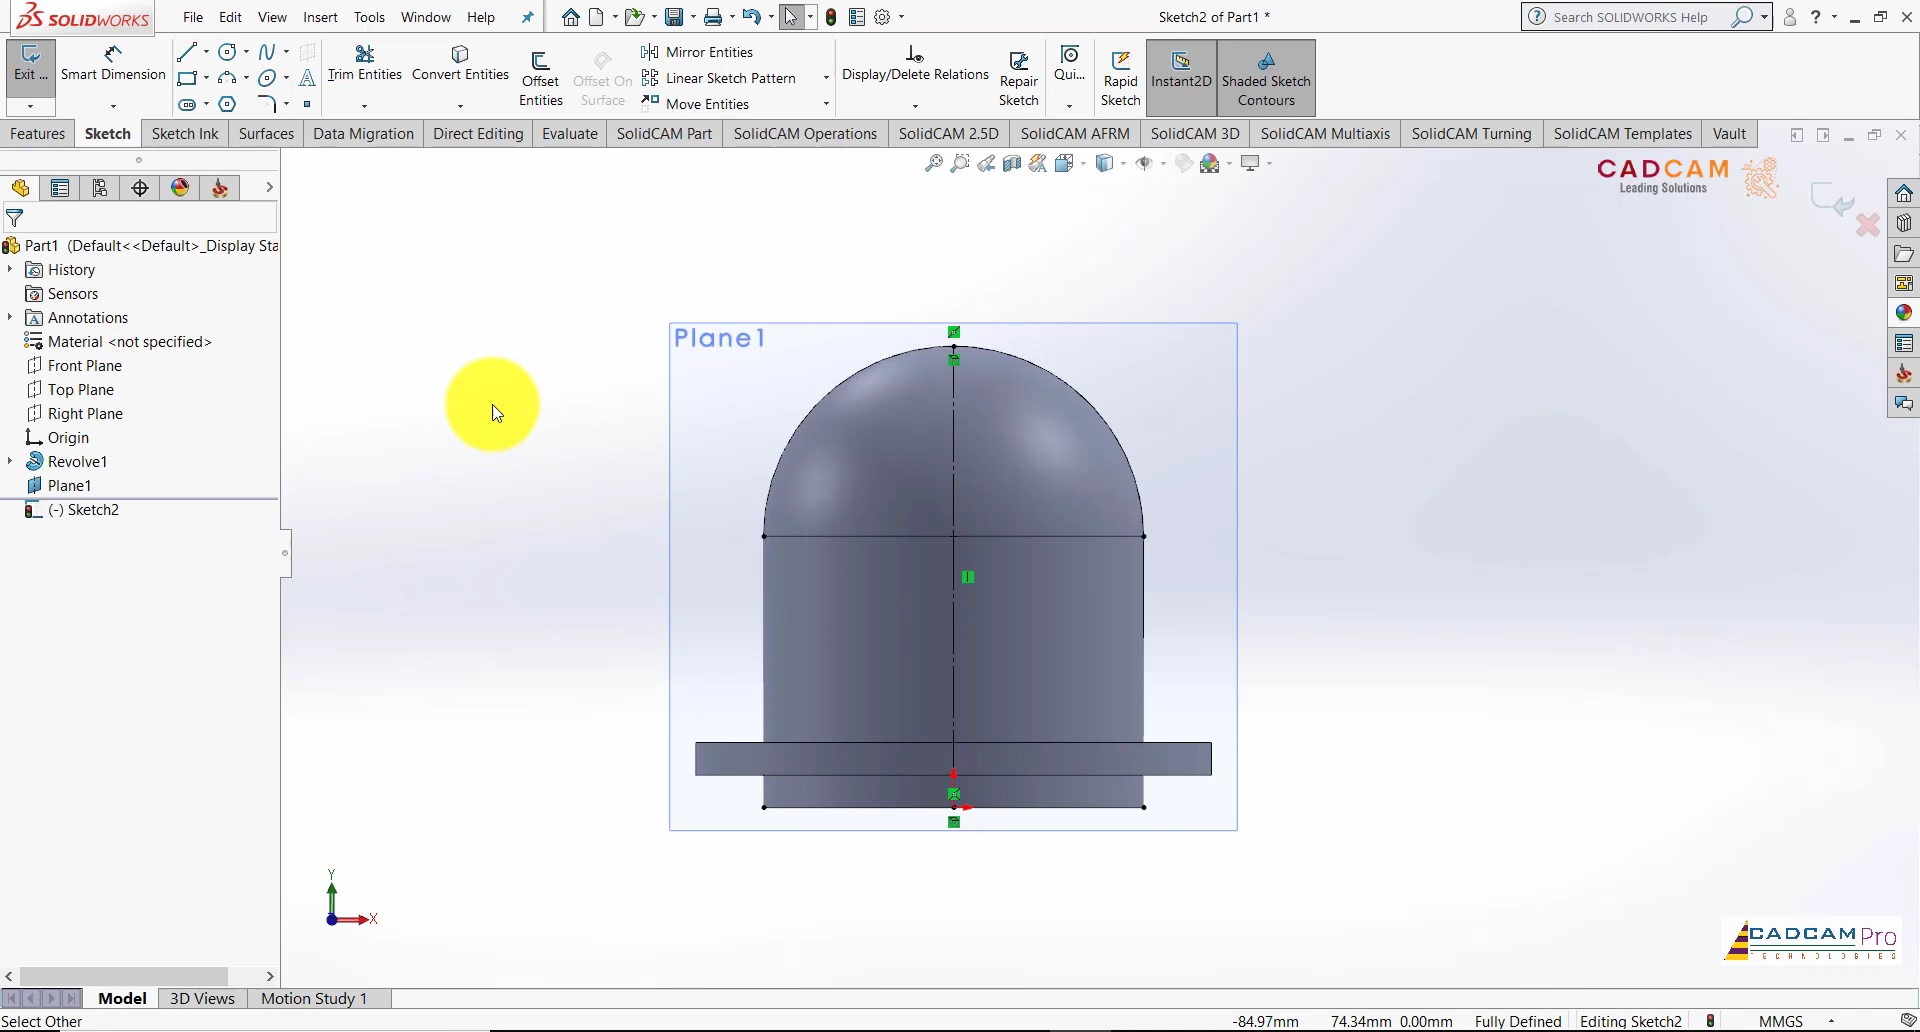 SOLIDWORKS File Edit View Insert Tools Window Help Sketch2 of Part1 * Search SOLIDWORKS Help
Exit ... Smart Dimension Trim Entities Convert Entities Offset Entities Offset On Surface Mirror Entities Display/Delete Relations Repair Sketch Qui... Rapid Sketch Instant2D Shaded Sketch Contours
Linear Sketch Pattern
Move Entities
Features Sketch Sketch Ink Surfaces Data Migration Direct Editing Evaluate SolidCAM Part SolidCAM Operations SolidCAM 2.5D SolidCAM AFRM SolidCAM 3D SolidCAM Multiaxis SolidCAM Turning SolidCAM Templates Vault
CADCAM
Leading Solutions
Part1 (Default<<Default>_Display Sta
History
Sensors
Annotations
Material <not specified>
Front Plane
Top Plane
Right Plane
Origin
Revolve1
Plane1
(-) Sketch2
Plane1
Y
X
CADCAM Pro
TECHNOLOGIES
Model 3D Views Motion Study 1
Select Other -84.97mm 74.34mm 0.00mm Fully Defined Editing Sketch2 MMGS